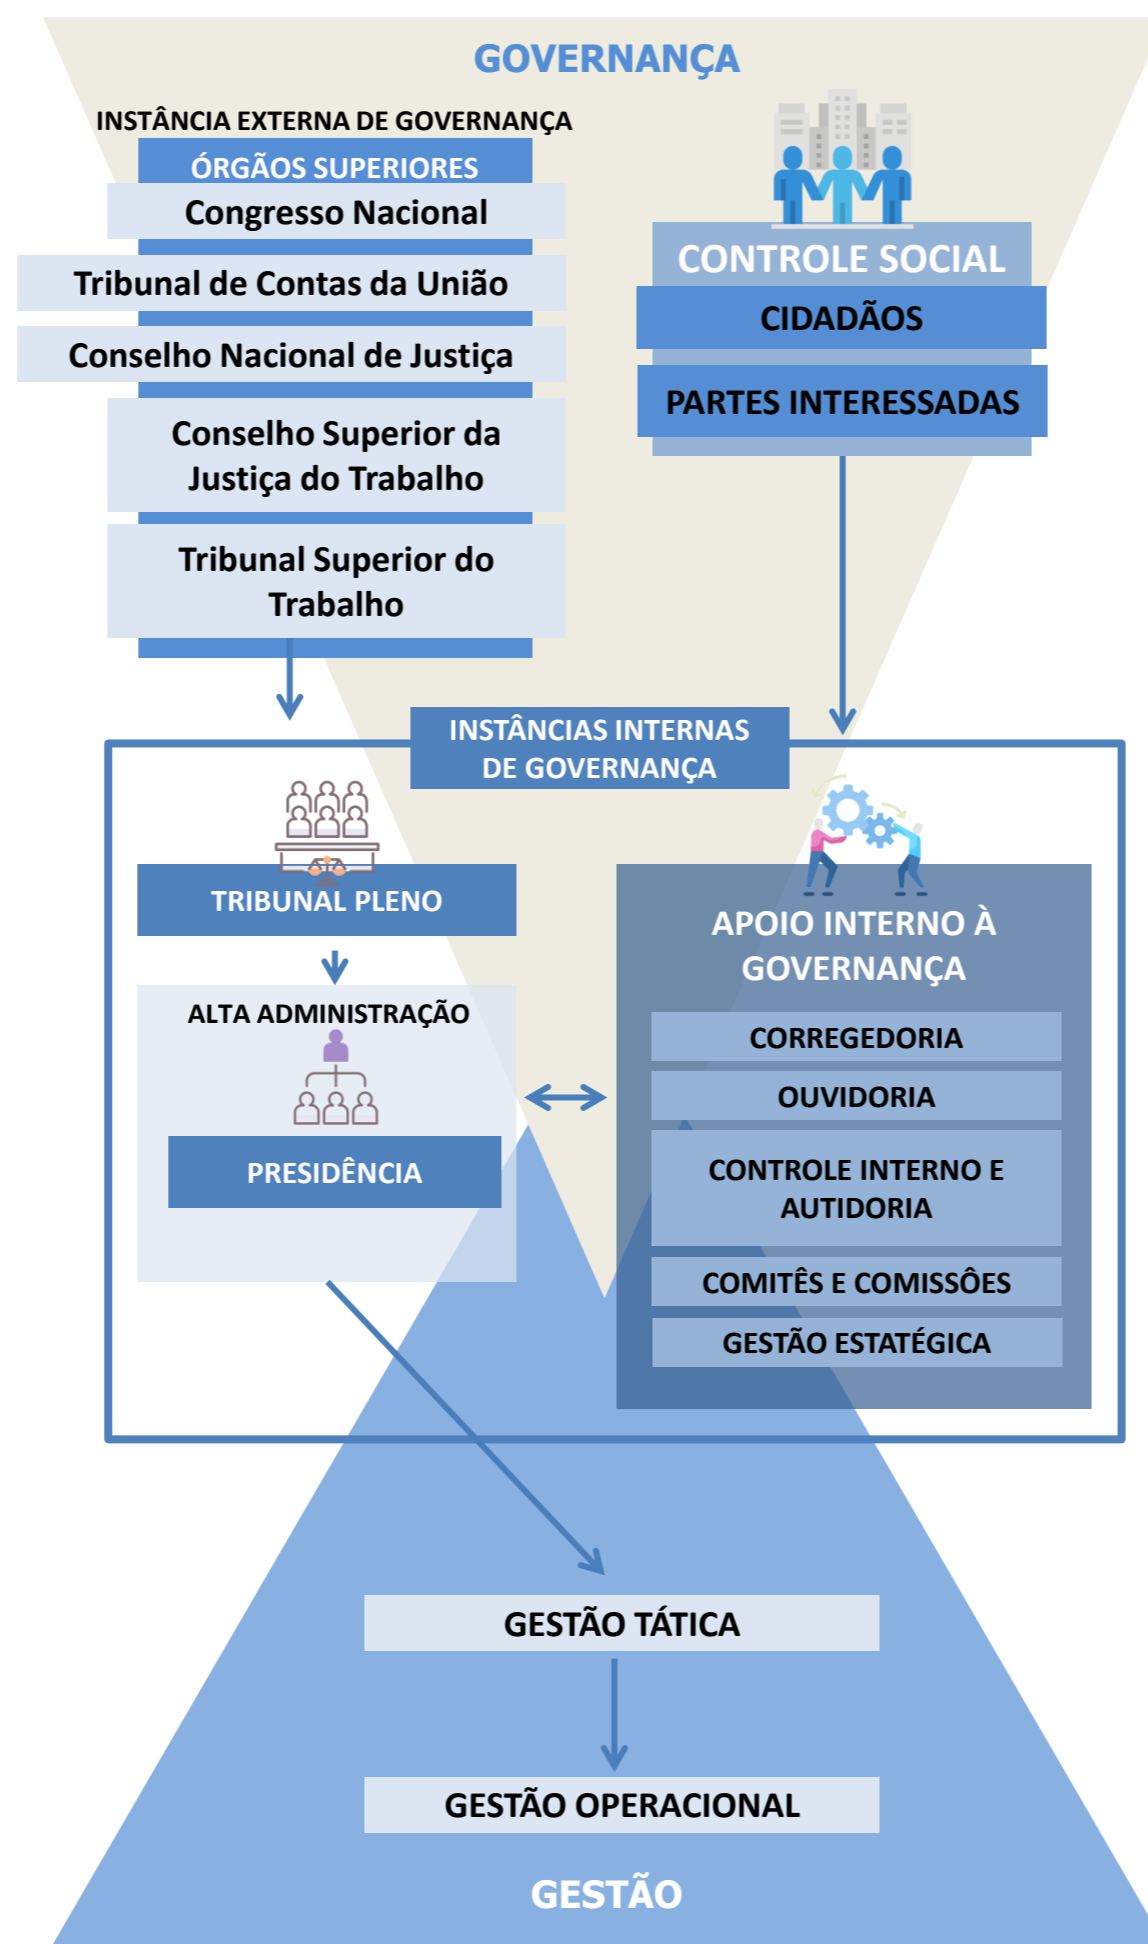 GOVERNANÇA
INSTÂNCIA EXTERNA DE GOVERNANÇA
ÓRGÃOS SUPERIORES
Congresso Nacional
Tribunal de Contas da União
Conselho Nacional de Justiça
Conselho Superior da
Justiça do Trabalho
Tribunal Superior do
Trabalho
CONTROLE SOCIAL
CIDADÃOS
PARTES INTERESSADAS
INSTÂNCIAS INTERNAS
DE GOVERNANÇA
TRIBUNAL PLENO
ALTA ADMINISTRAÇÃO
PRESIDÊNCIA
APOIO INTERNO À
GOVERNANÇA
CORREGEDORIA
OUVIDORIA
CONTROLE INTERNO E
AUTIDORIA
COMITÊS E COMISSÔES
GESTÃO ESTATÉGICA
GESTÃO TÁTICA
GESTÃO OPERACIONAL
GESTÃO